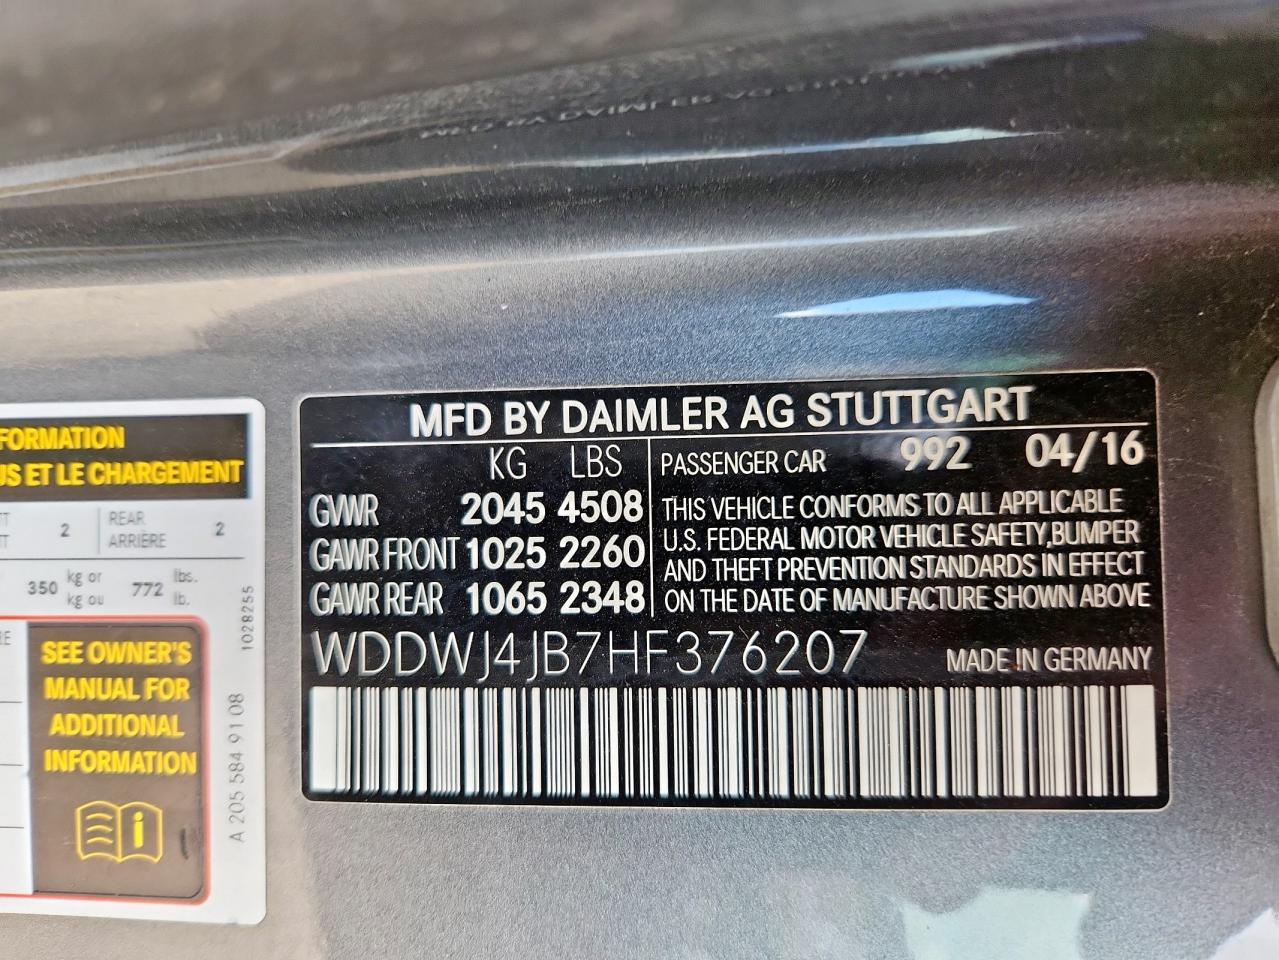 MFD BY DAIMLER AG STUTTGART
KG LBS
GWR 2045 4508
GAWR FRONT 1025 2260
GAWR REAR 1065 2348
PASSENGER CAR 992 04/16
THIS VEHICLE CONFORMS TO ALL APPLICABLE
U.S. FEDERAL MOTOR VEHICLE SAFETY,BUMPER
AND THEFT PREVENTION STANDARDS IN EFFECT
ON THE DATE OF MANUFACTURE SHOWN ABOVE
WDDWJ4JB7HF376207 MADE IN GERMANY
FORMATION
US ET LE CHARGEMENT
2 REAR 2
ARRIÈRE
350 kg or 772 lbs.
kg ou lb.
SEE OWNER'S
MANUAL FOR
ADDITIONAL
INFORMATION
i
1028255
A 205 584 91 08